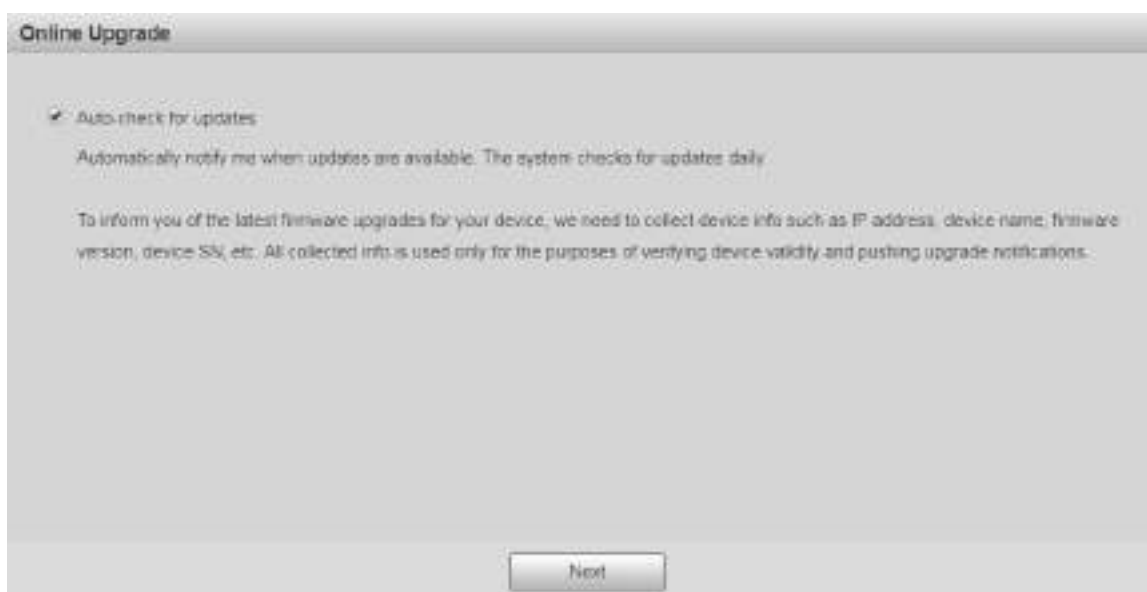 Online Upgrade
Auto-check for updates
Automatically notify me when updates are available. The system checks for updates daily
To inform you of the latest firmware upgrades for your device, we need to collect device info such as IP address, device name, firmware
version, device SN, etc. All collected info is used only for the purposes of verifying device validity and pushing upgrade notifications.
Next